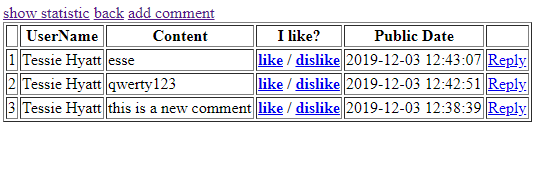 show statistic back add comment
UserName Content I like? Public Date
1 Tessie Hyatt esse like / dislike 2019-12-03 12:43:07 Reply
2 Tessie Hyatt qwerty123 like / dislike 2019-12-03 12:42:51 Reply
3 Tessie Hyatt this is a new comment like / dislike 2019-12-03 12:38:39 Reply